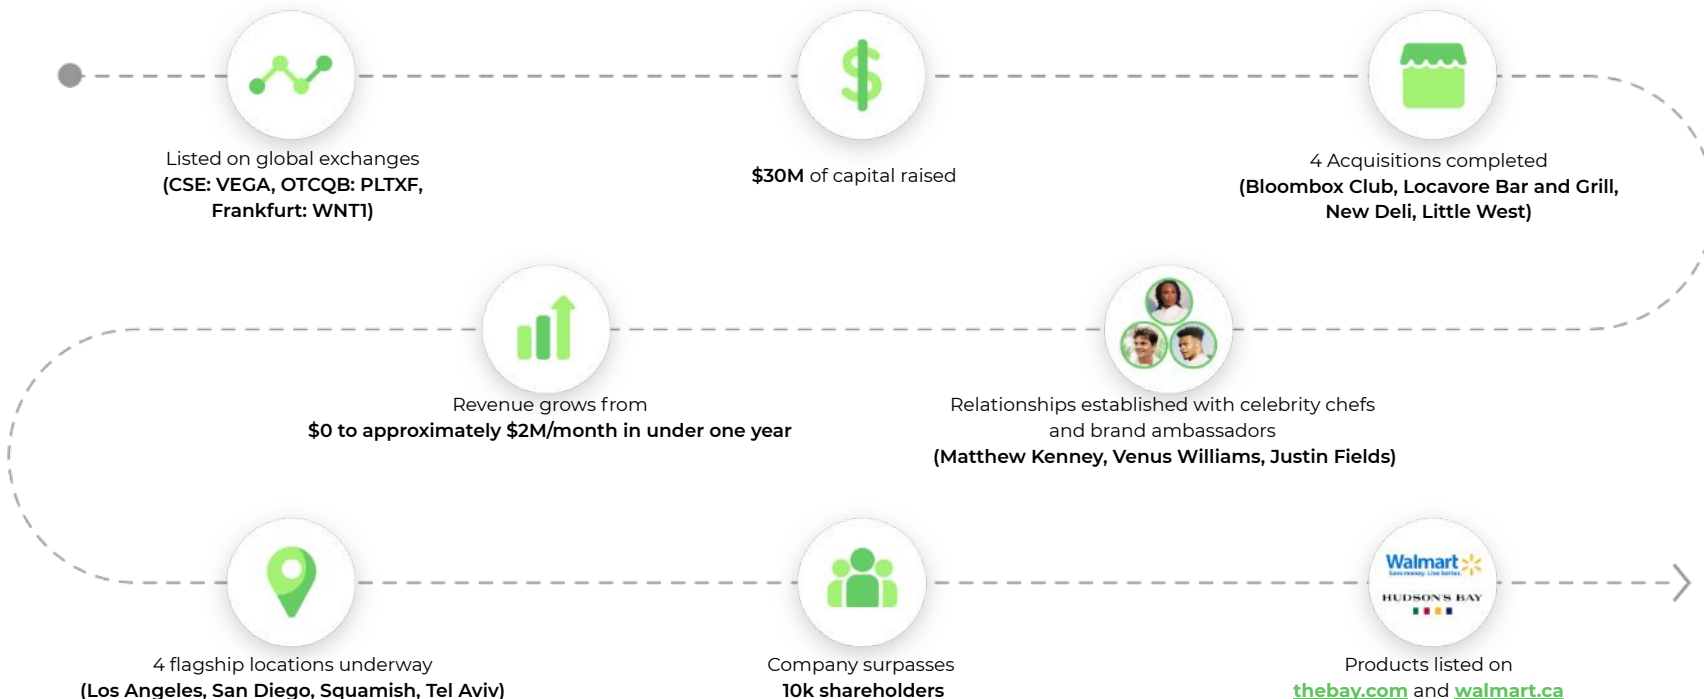 Listed on global exchanges
(CSE: VEGA, OTCQB: PLTXF,
Frankfurt: WNT1)
$30M of capital raised
4 Acquisitions completed
(Bloombox Club, Locavore Bar and Grill,
New Deli, Little West)
Revenue grows from
$0 to approximately $2M/month in under one year
Relationships established with celebrity chefs
and brand ambassadors
(Matthew Kenney, Venus Williams, Justin Fields)
4 flagship locations underway
(Los Angeles, San Diego, Squamish, Tel Aviv)
Company surpasses
10k shareholders
Walmart
Save money. Live better.
HUDSON'S BAY
Products listed on
thebay.com and walmart.ca